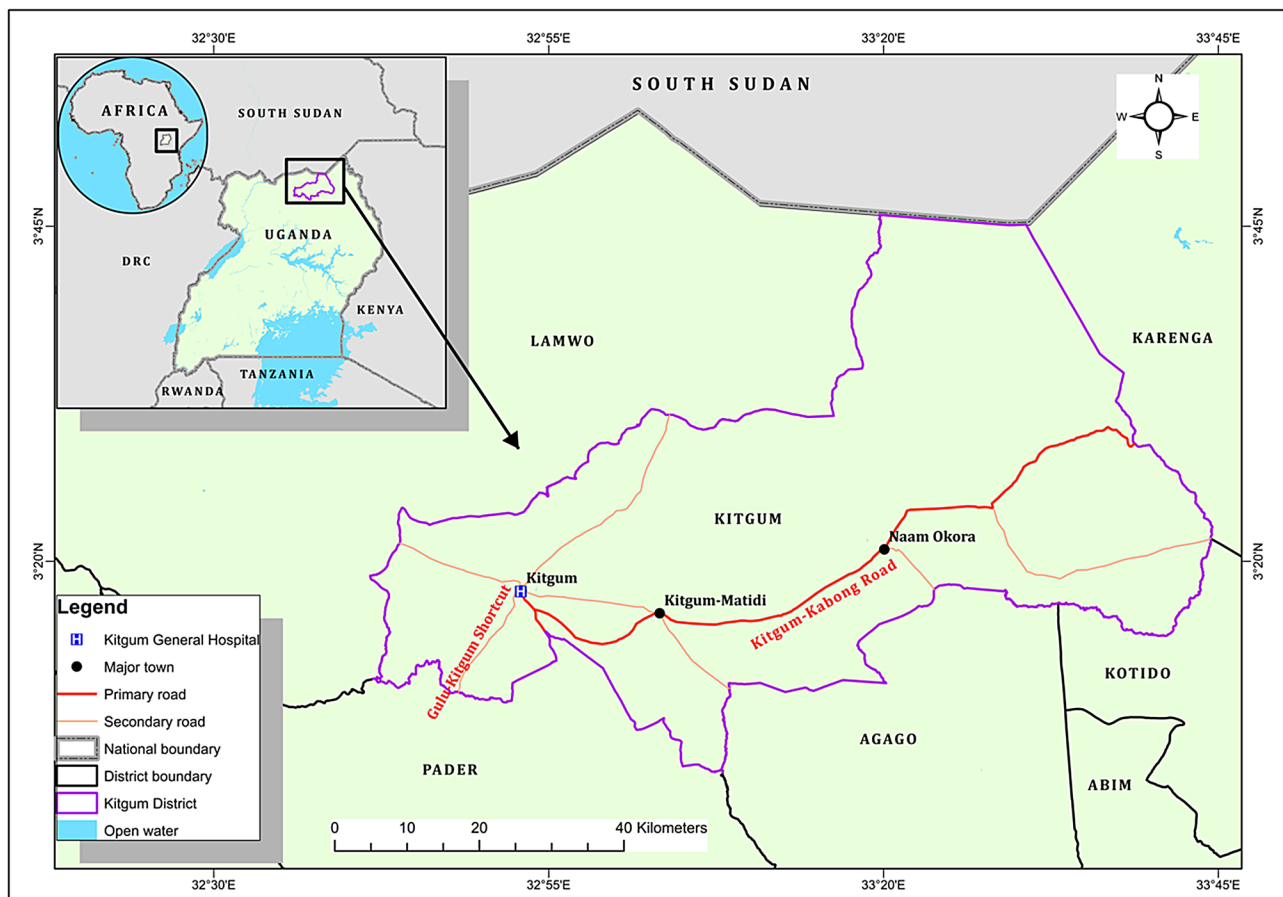 32°30'E 32°55'E 33°20'E 33°45'E
SOUTH SUDAN
N
W E
S
AFRICA
SOUTH SUDAN
UGANDA
DRC
KENYA
TANZANIA
RWANDA
3°45'N 3°45'N
LAMWO
KARENGA
KITGUM
Naam Okora
3°20'N 3°20'N
Kitgum
Kitgum-Matidi
Kitgum-Kabong Road
Gulu-Kitgum Shortcut
KOTIDO
AGAGO
PADER
ABIM
Legend
H Kitgum General Hospital
Major town
Primary road
Secondary road
National boundary
District boundary
Kitgum District
Open water
H
0 10 20 40 Kilometers
32°30'E 32°55'E 33°20'E 33°45'E